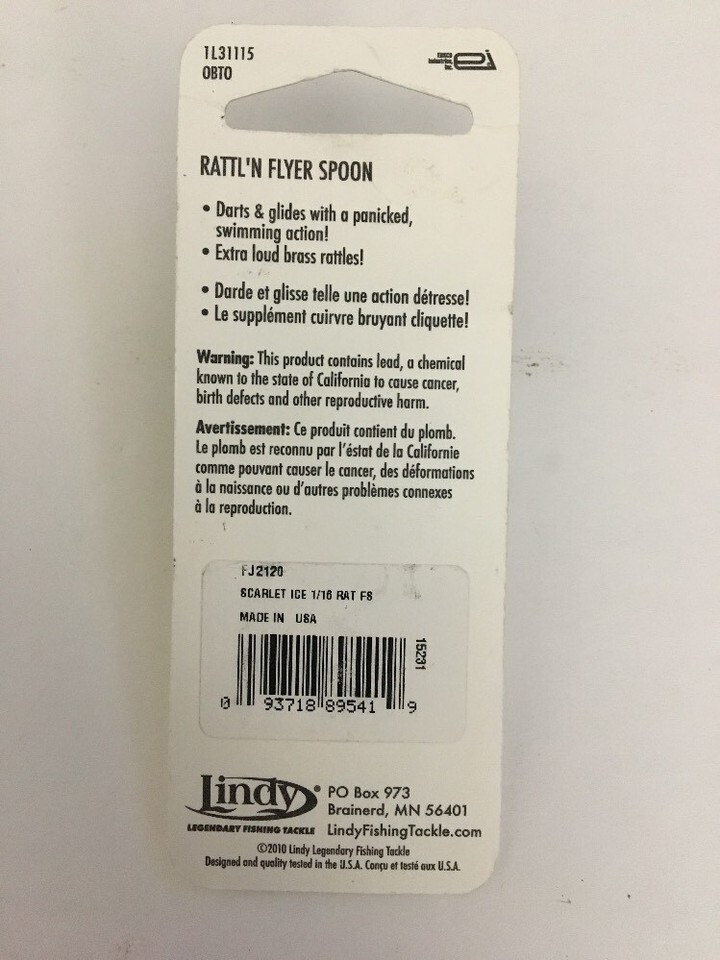 1L31115
OBTO
RATTL'N FLYER SPOON
• Darts & glides with a panicked,
swimming action!
• Extra loud brass rattles!
• Darde et glisse telle une action détresse!
• Le supplément cuirvre bruyant cliquette!
Warning: This product contains lead, a chemical
known to the state of California to cause cancer,
birth defects and other reproductive harm.
Avertissement: Ce produit contient du plomb.
Le plomb est reconnu par l'éstat de la Californie
comme pouvant causer le cancer, des déformations
à la naissance ou d'autres problèmes connexes
à la reproduction.
FJ2120
SCARLET ICE 1/16 RAT FS
MADE IN USA
15231
0 93718 89541 9
Lindy®
LEGENDARY FISHING TACKLE
PO Box 973
Brainerd, MN 56401
LindyFishingTackle.com
©2010 Lindy Legendary Fishing Tackle
Designed and quality tested in the U.S.A. Conçu et testé aux U.S.A.